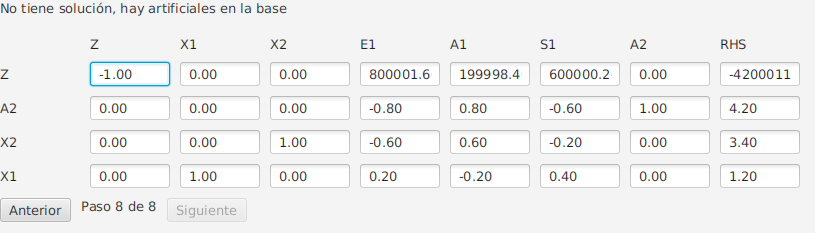 No tiene solución, hay artificiales en la base
Z X1 X2 E1 A1 S1 A2 RHS
Z -1.00 0.00 0.00 800001.6 199998.4 600000.2 0.00 -4200011
A2 0.00 0.00 0.00 -0.80 0.80 -0.60 1.00 4.20
X2 0.00 0.00 1.00 -0.60 0.60 -0.20 0.00 3.40
X1 0.00 1.00 0.00 0.20 -0.20 0.40 0.00 1.20
Anterior Paso 8 de 8 Siguiente